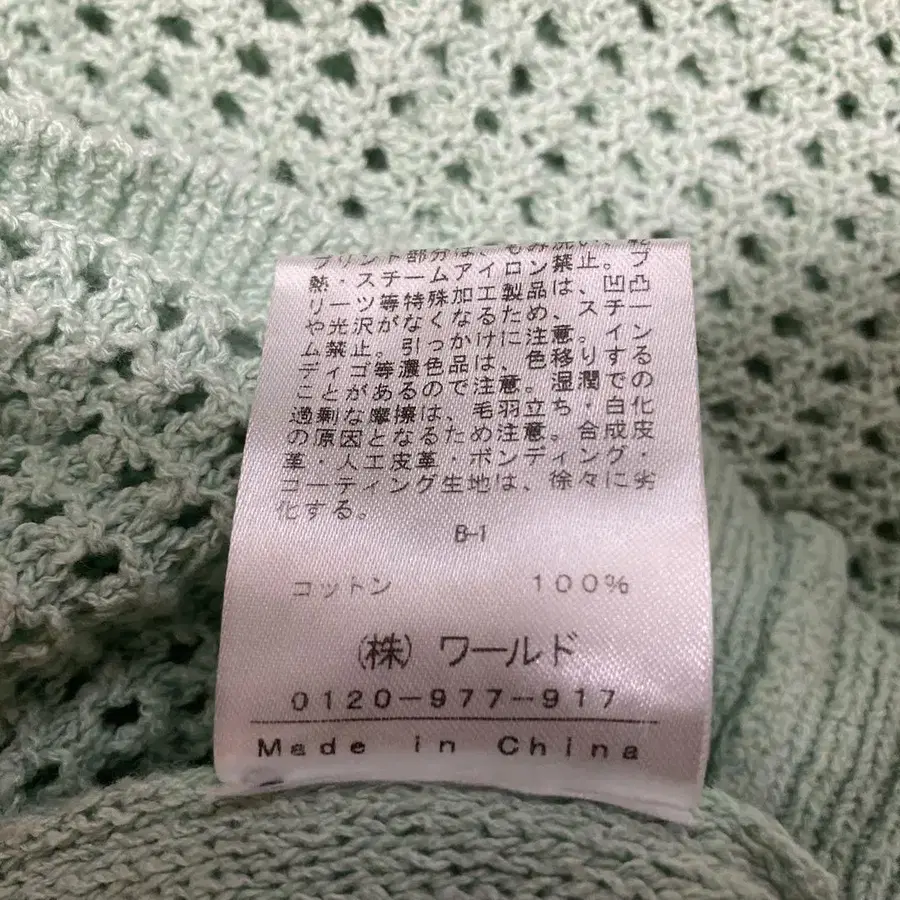 プリント部分は、もみ洗い、
熱・スチームアイロン禁止。プ
リーツ等特殊加工製品は、凹凸
や光沢がなくなるため、スチー
ム禁止。引っかけに注意。イン
ディゴ等濃色品は、色移りする
ことがあるので注意。湿潤での
過剰な摩擦は、毛羽立ち・白化
の原因となるため注意。合成皮
革・人工皮革・ボンディング・
コーティング生地は、徐々に劣
化する。
B-1
コットン 100%
(株) ワールド
0120-977-917
Made in China